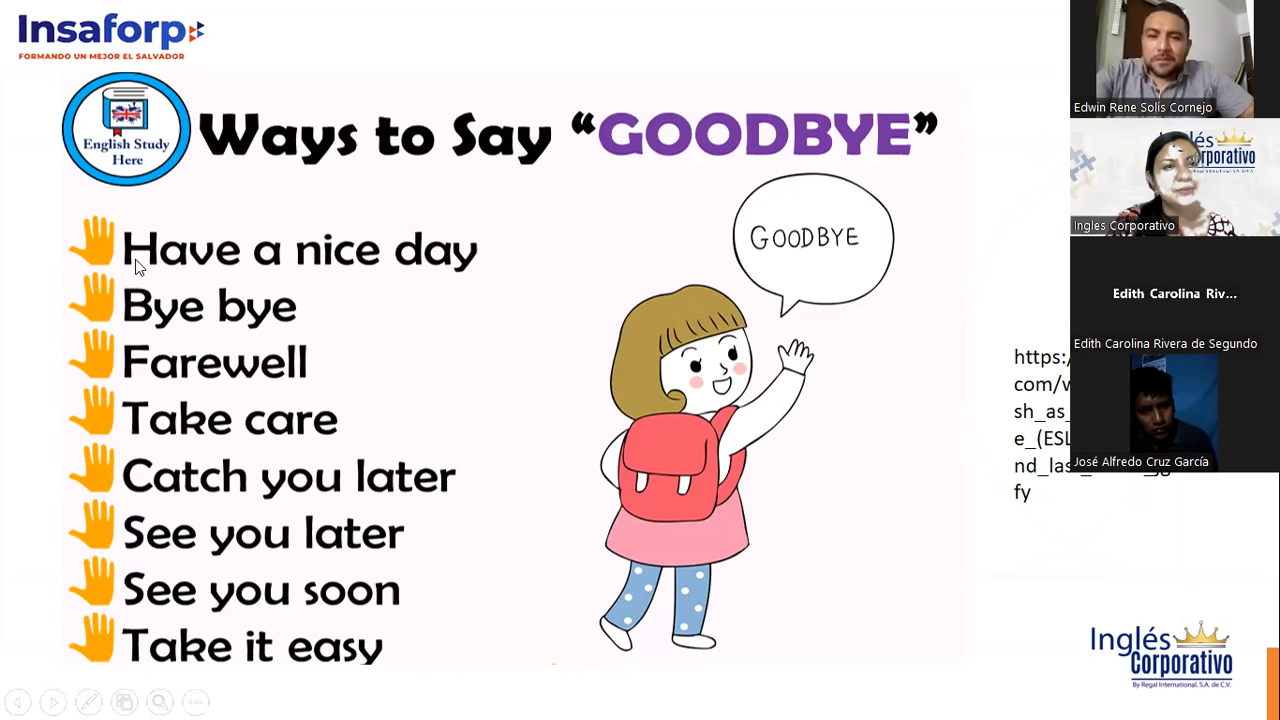 Insaforp
FORMANDO UN MEJOR EL SALVADOR
English Study
Here
Ways to Say “GOODBYE”
GOODBYE
Have a nice day
Bye bye
Farewell
Take care
Catch you later
See you later
See you soon
Take it easy
Edwin Rene Solis Cornejo
Inglés
Corporativo
Ingles Corporativo
Edith Carolina Riv...
Edith Carolina Rivera de Segundo
José Alfredo Cruz García
https:/
com/
sh_as_
e_(ESL
fy
Inglés
Corporativo
By Regal International, S.A. de C.V.